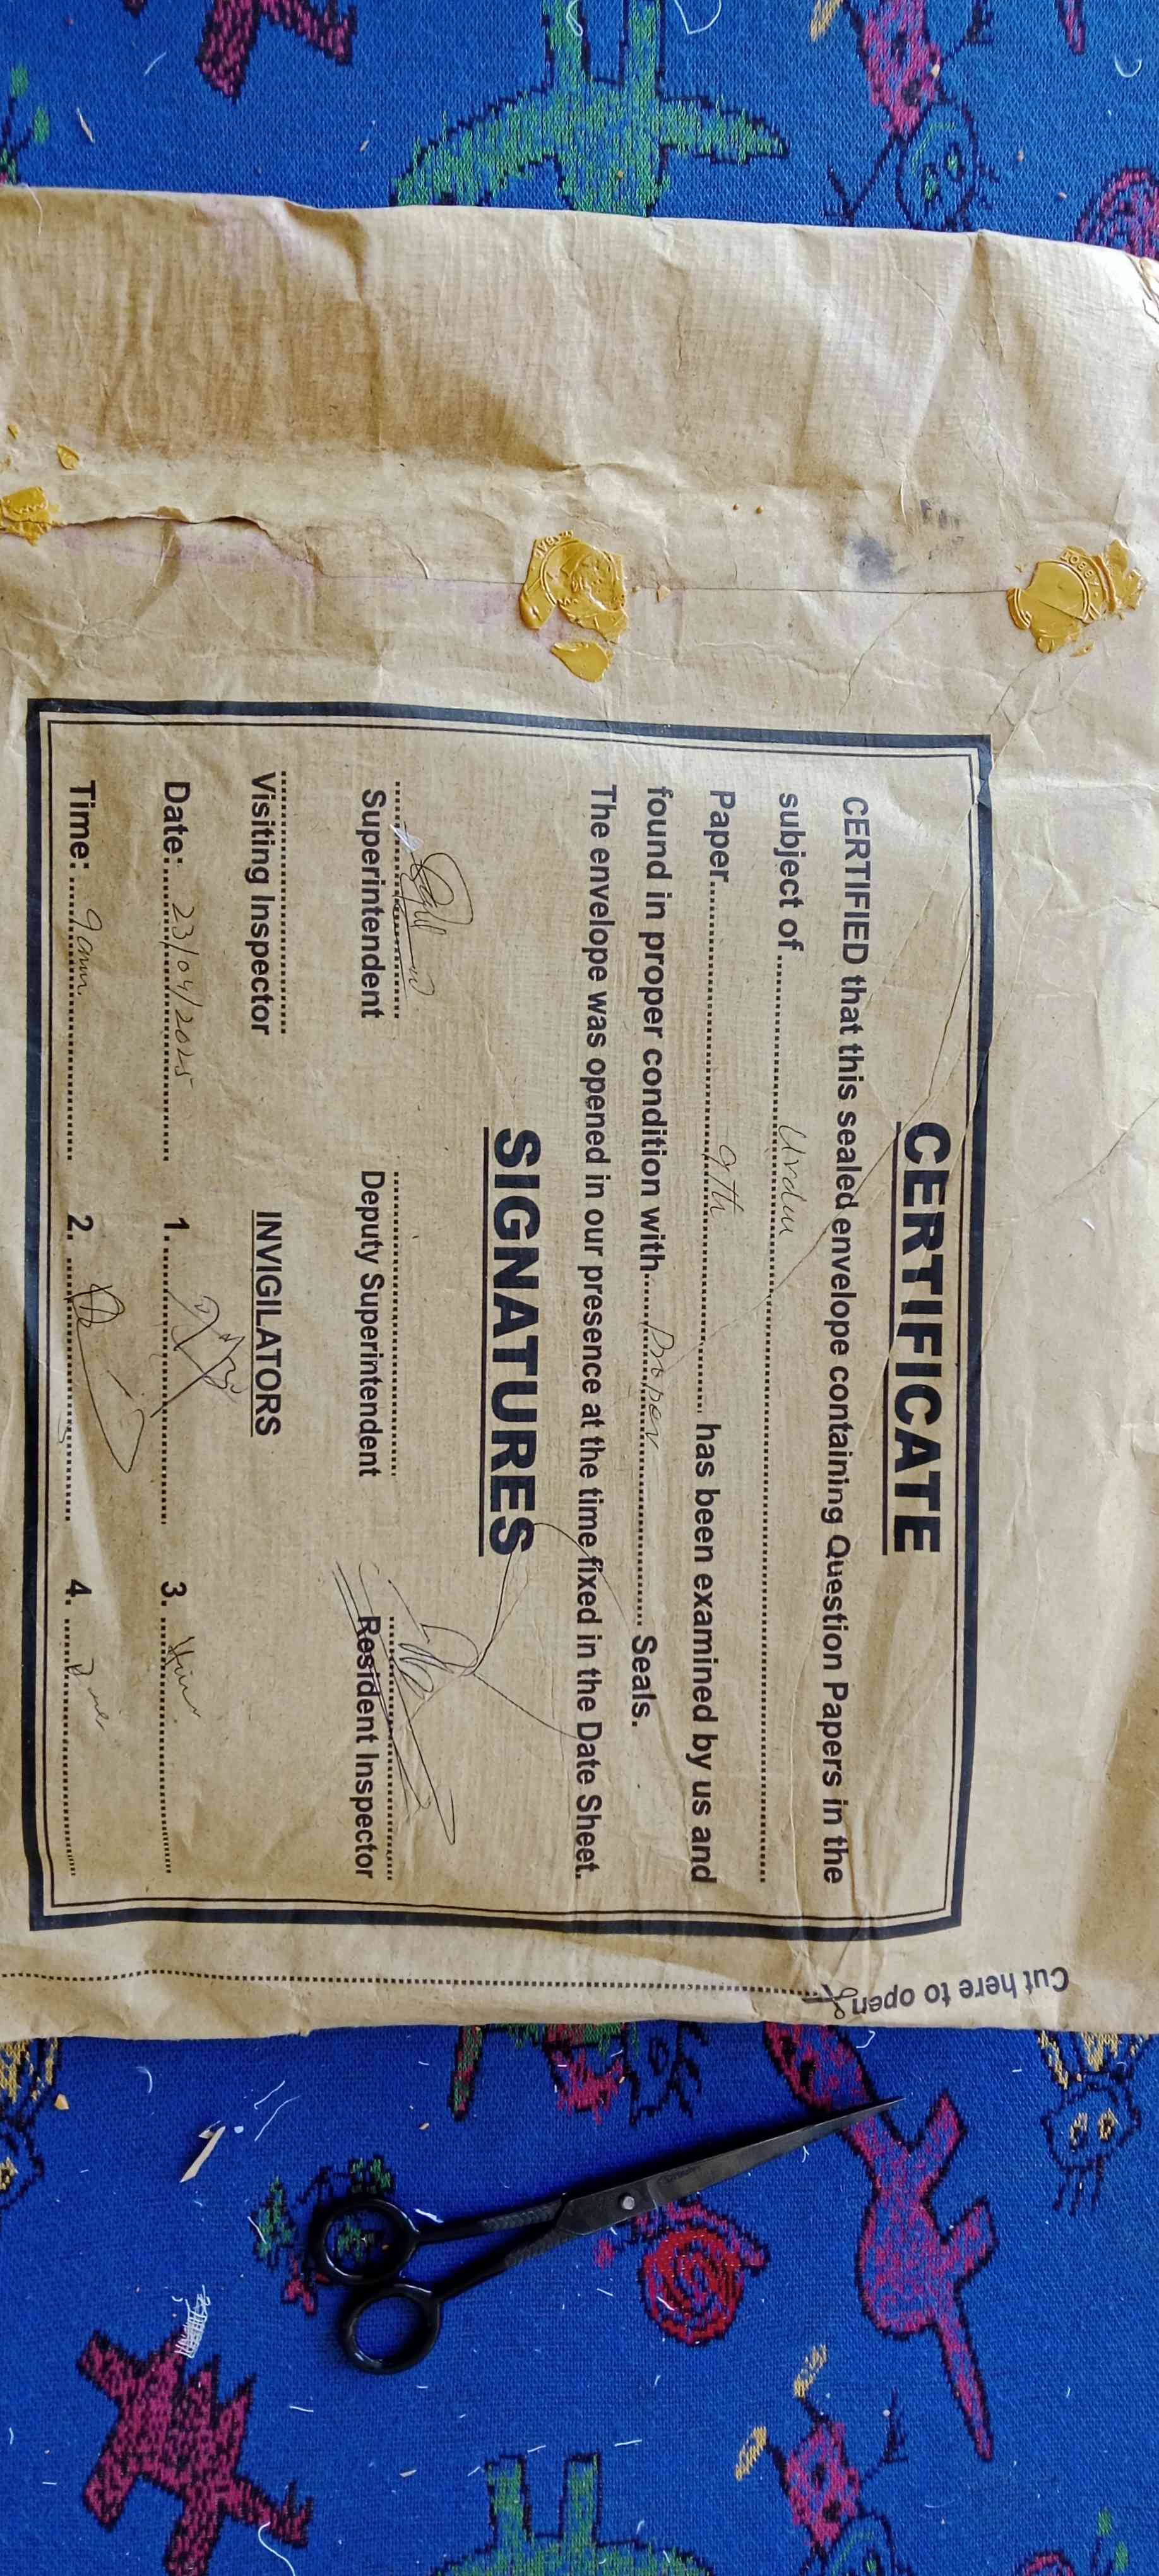 CERTIFICATE
CERTIFIED that this sealed envelope containing Question Papers in the
subject of ............ Urdu ............
Paper ............ 9th ............ has been examined by us and
found in proper condition with ...... Proper ............ Seals.
The envelope was opened in our presence at the time fixed in the Date Sheet.
SIGNATURES
Superintendent Deputy Superintendent Resident Inspector
Visiting Inspector INVIGILATORS
Date: 23/04/2025 1. 3.
Time: 9 am 2. 4.
Cut here to open